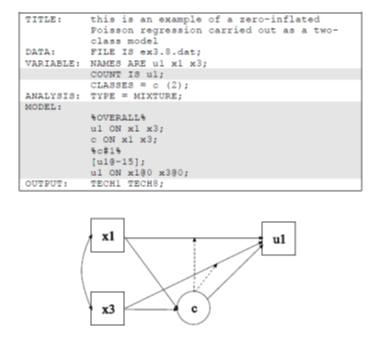 TITLE: this is an example of a zero-inflated
Poisson regression carried out as a two-
class model
DATA: FILE IS ex3.8.dat;
VARIABLE: NAMES ARE u1 x1 x3;
COUNT IS u1;
CLASSES = c (2);
ANALYSIS: TYPE = MIXTURE;
MODEL:
%OVERALL%
u1 ON x1 x3;
c ON x1 x3;
%c#1%
[u1@-15];
u1 ON x1@0 x3@0;
OUTPUT: TECH1 TECH8;
x1
u1
x3
c